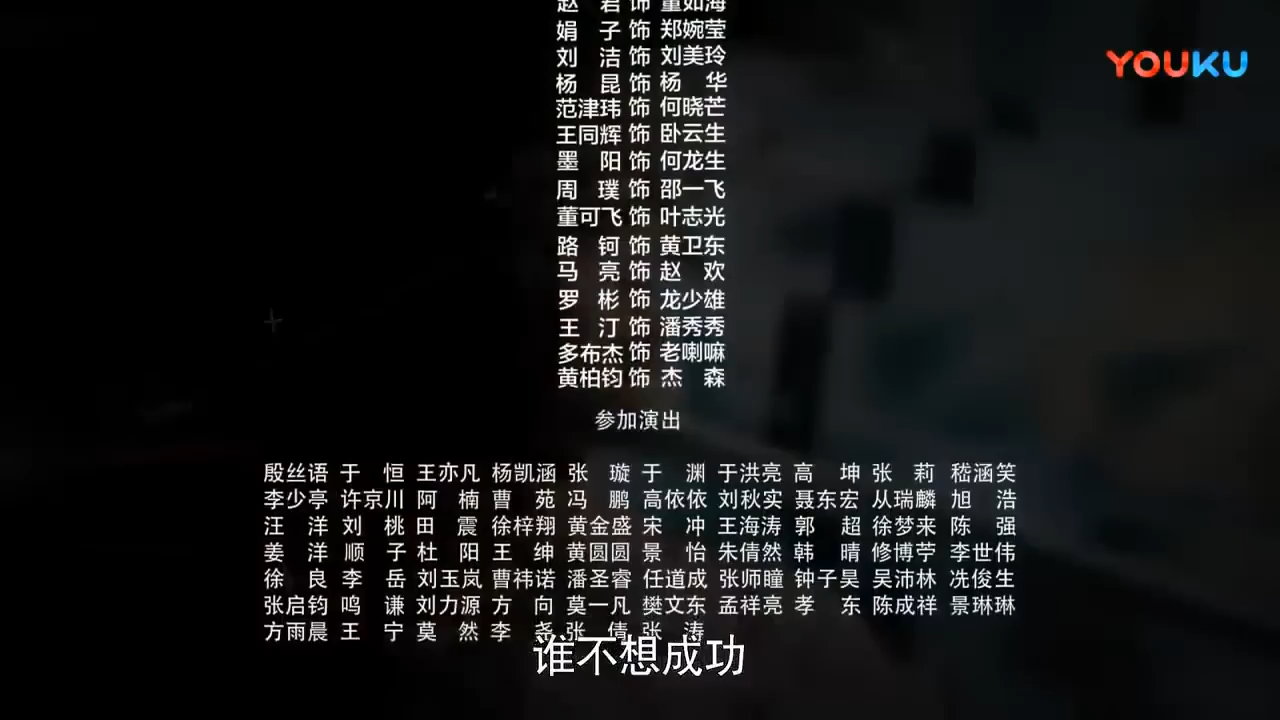 赵 君 饰 董如海
YOUKU
娟 子 饰 郑婉莹
刘 洁 饰 刘美玲
杨 昆 饰 杨 华
范津玮 饰 何晓芒
王同辉 饰 卧云生
墨 阳 饰 何龙生
周 璞 饰 邵一飞
董可飞 饰 叶志光
路 钶 饰 黄卫东
马 亮 饰 赵 欢
罗 彬 饰 龙少雄
王 汀 饰 潘秀秀
多布杰 饰 老喇嘛
黄柏钧 饰 杰 森
参加演出
殷丝语 于 恒 王亦凡 杨凯涵 张 璇 于 渊 于洪亮 高 坤 张 莉 嵇涵笑
李少亭 许京川 阿 楠 曹 苑 冯 鹏 高依依 刘秋实 聂东宏 从瑞麟 旭 浩
汪 洋 刘 桃 田 震 徐梓翔 黄金盛 宋 冲 王海涛 郭 超 徐梦来 陈 强
姜 洋 顺 子 杜 阳 王 绅 黄圆圆 景 怡 朱倩然 韩 晴 修博苧 李世伟
徐 良 李 岳 刘玉岚 曹祎诺 潘圣睿 任道成 张师瞳 钟子昊 吴沛林 冼俊生
张启钧 鸣 谦 刘力源 方 向 莫一凡 樊文东 孟祥亮 孝 东 陈成祥 景琳琳
方雨晨 王 宁 莫 然 李 尧 张 倩 张 涛
谁不想成功